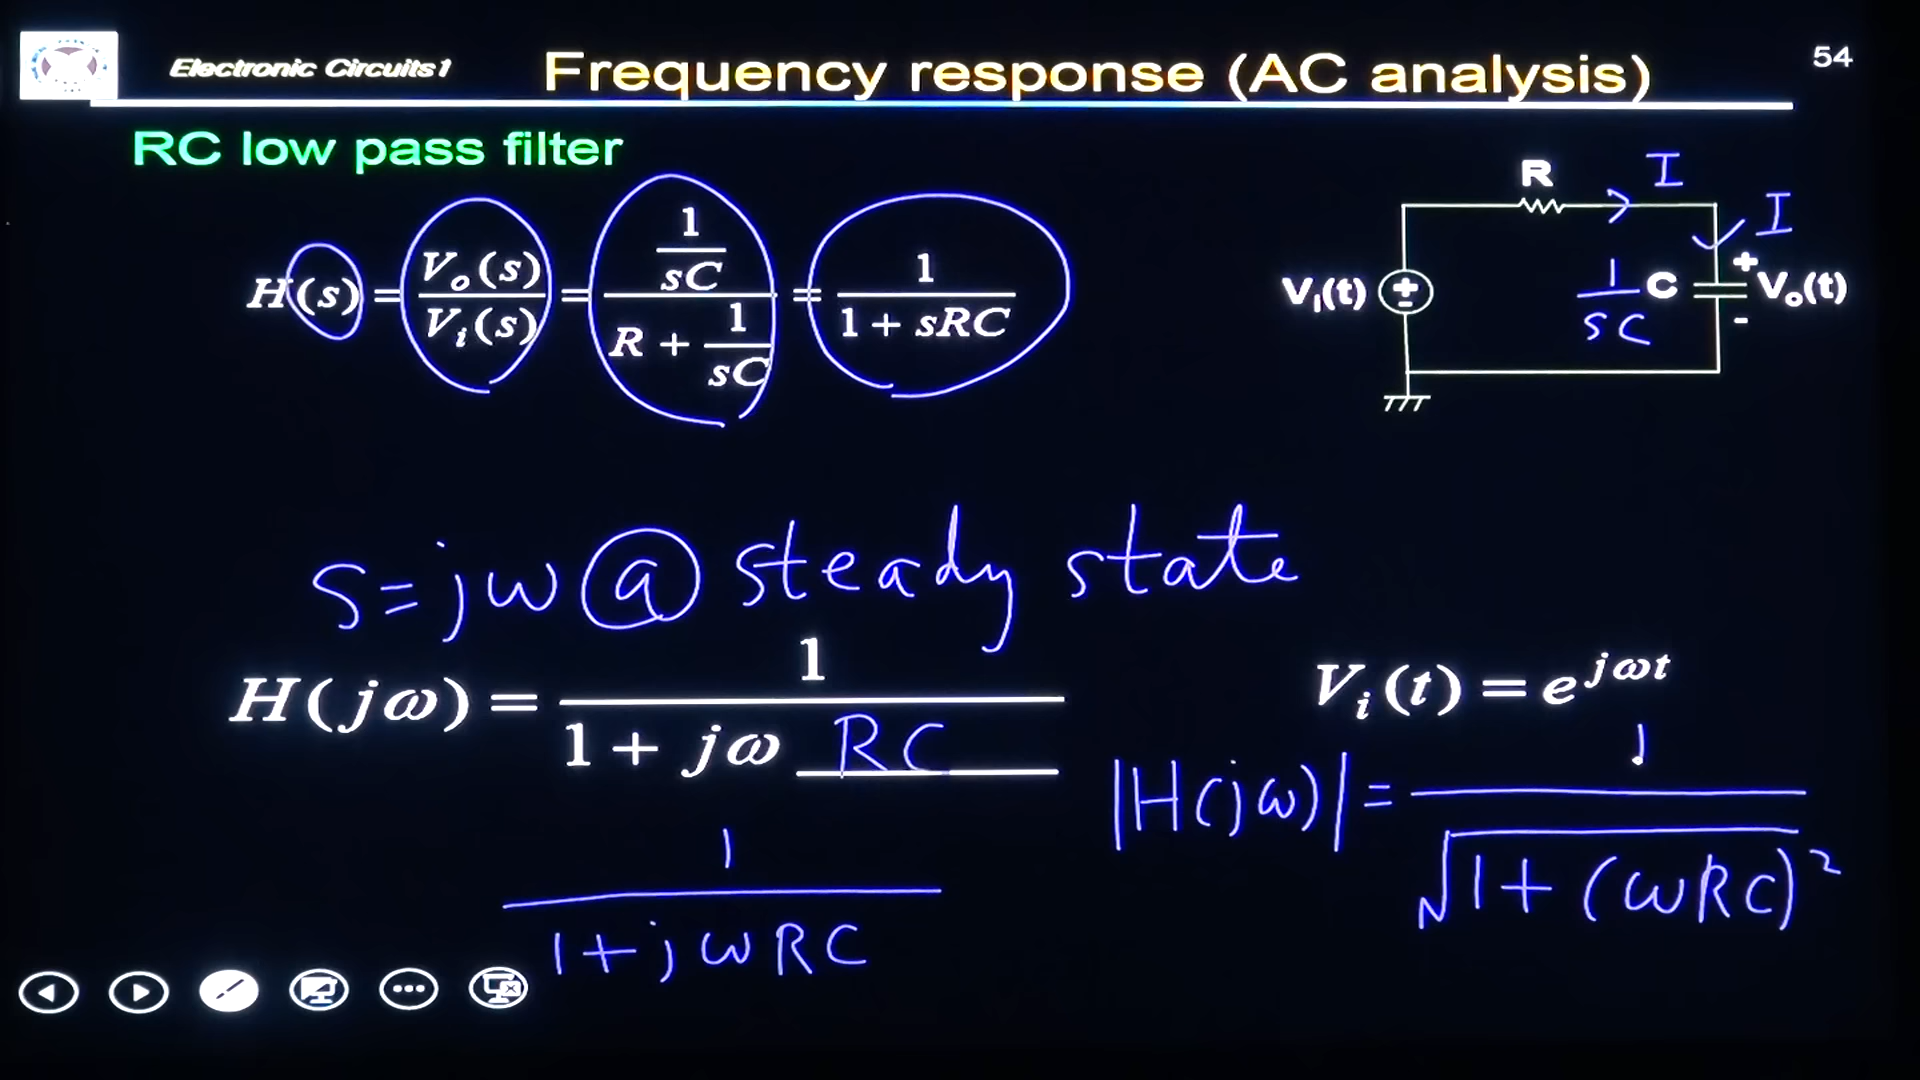 Electronic Circuits 1
Frequency response (AC analysis)
54
RC low pass filter
H(s) = Vₒ(s)/Vᵢ(s) = (1/sC)/(R + 1/sC) = 1/(1 + sRC)
R
I
I
Vᵢ(t)
1/sC
C
+
Vₒ(t)
-
s = jω @ steady state
H(jω) = 1/(1 + jω RC)
Vᵢ(t) = e^{jωt}
|H(jω)| = 1/√(1 + (ωRC)²)
1/(1 + jωRC)